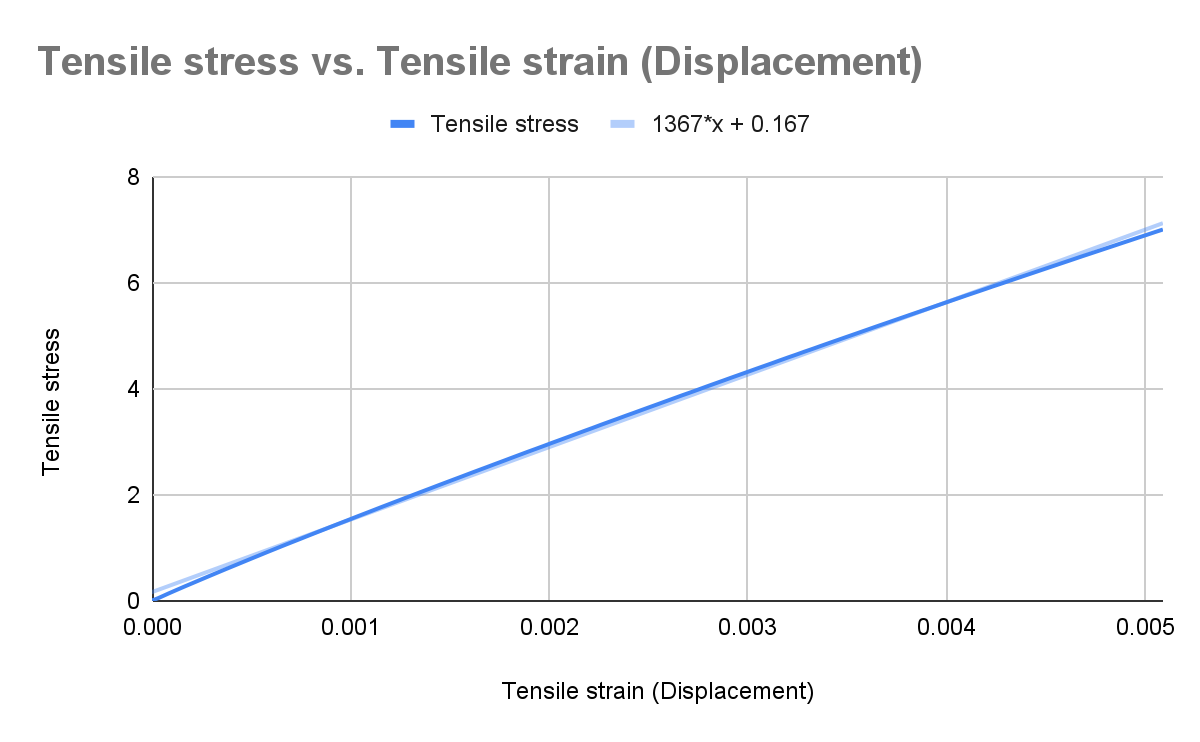 Tensile stress vs. Tensile strain (Displacement)
Tensile stress 1367*x + 0.167
8
6
4
2
0
Tensile stress
0.000 0.001 0.002 0.003 0.004 0.005
Tensile strain (Displacement)